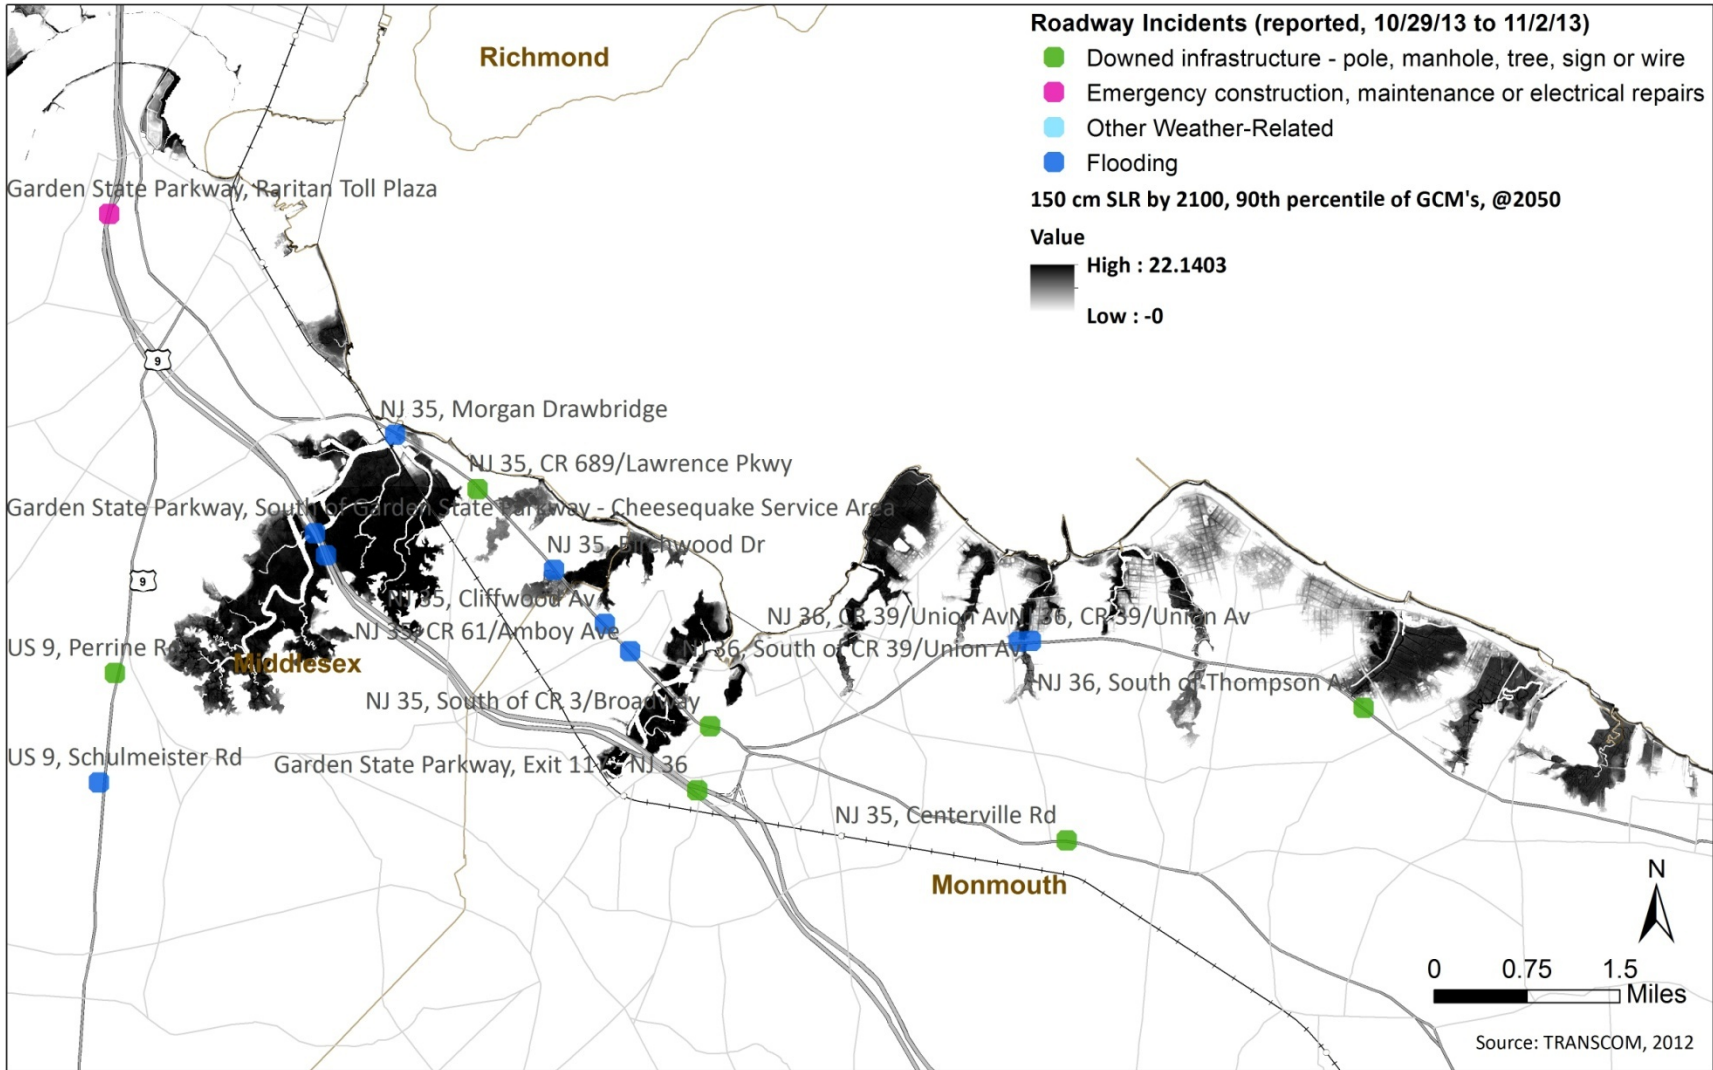 Roadway Incidents (reported, 10/29/13 to 11/2/13)
Downed infrastructure - pole, manhole, tree, sign or wire
Emergency construction, maintenance or electrical repairs
Other Weather-Related
Flooding
150 cm SLR by 2100, 90th percentile of GCM's, @2050
Value
High : 22.1403
Low : -0
Richmond
Garden State Parkway, Raritan Toll Plaza
9
NJ 35, Morgan Drawbridge
NJ 35, CR 689/Lawrence Pkwy
Garden State Parkway, South of Garden State Parkway - Cheesequake Service Area
NJ 35, Birchwood Dr
9
NJ 35, Cliffwood Av
NJ 35, CR 61/Amboy Ave
NJ 36, CR 39/Union Av
NJ 36, CR 39/Union Av
US 9, Perrine
Middlesex
NJ 36, South of CR 39/Union Av
NJ 36, South of Thompson
NJ 35, South of CR 3/Broadway
US 9, Schulmeister Rd
Garden State Parkway, Exit NJ 36
NJ 35, Centerville Rd
Monmouth
N
0 0.75 1.5
Miles
Source: TRANSCOM, 2012